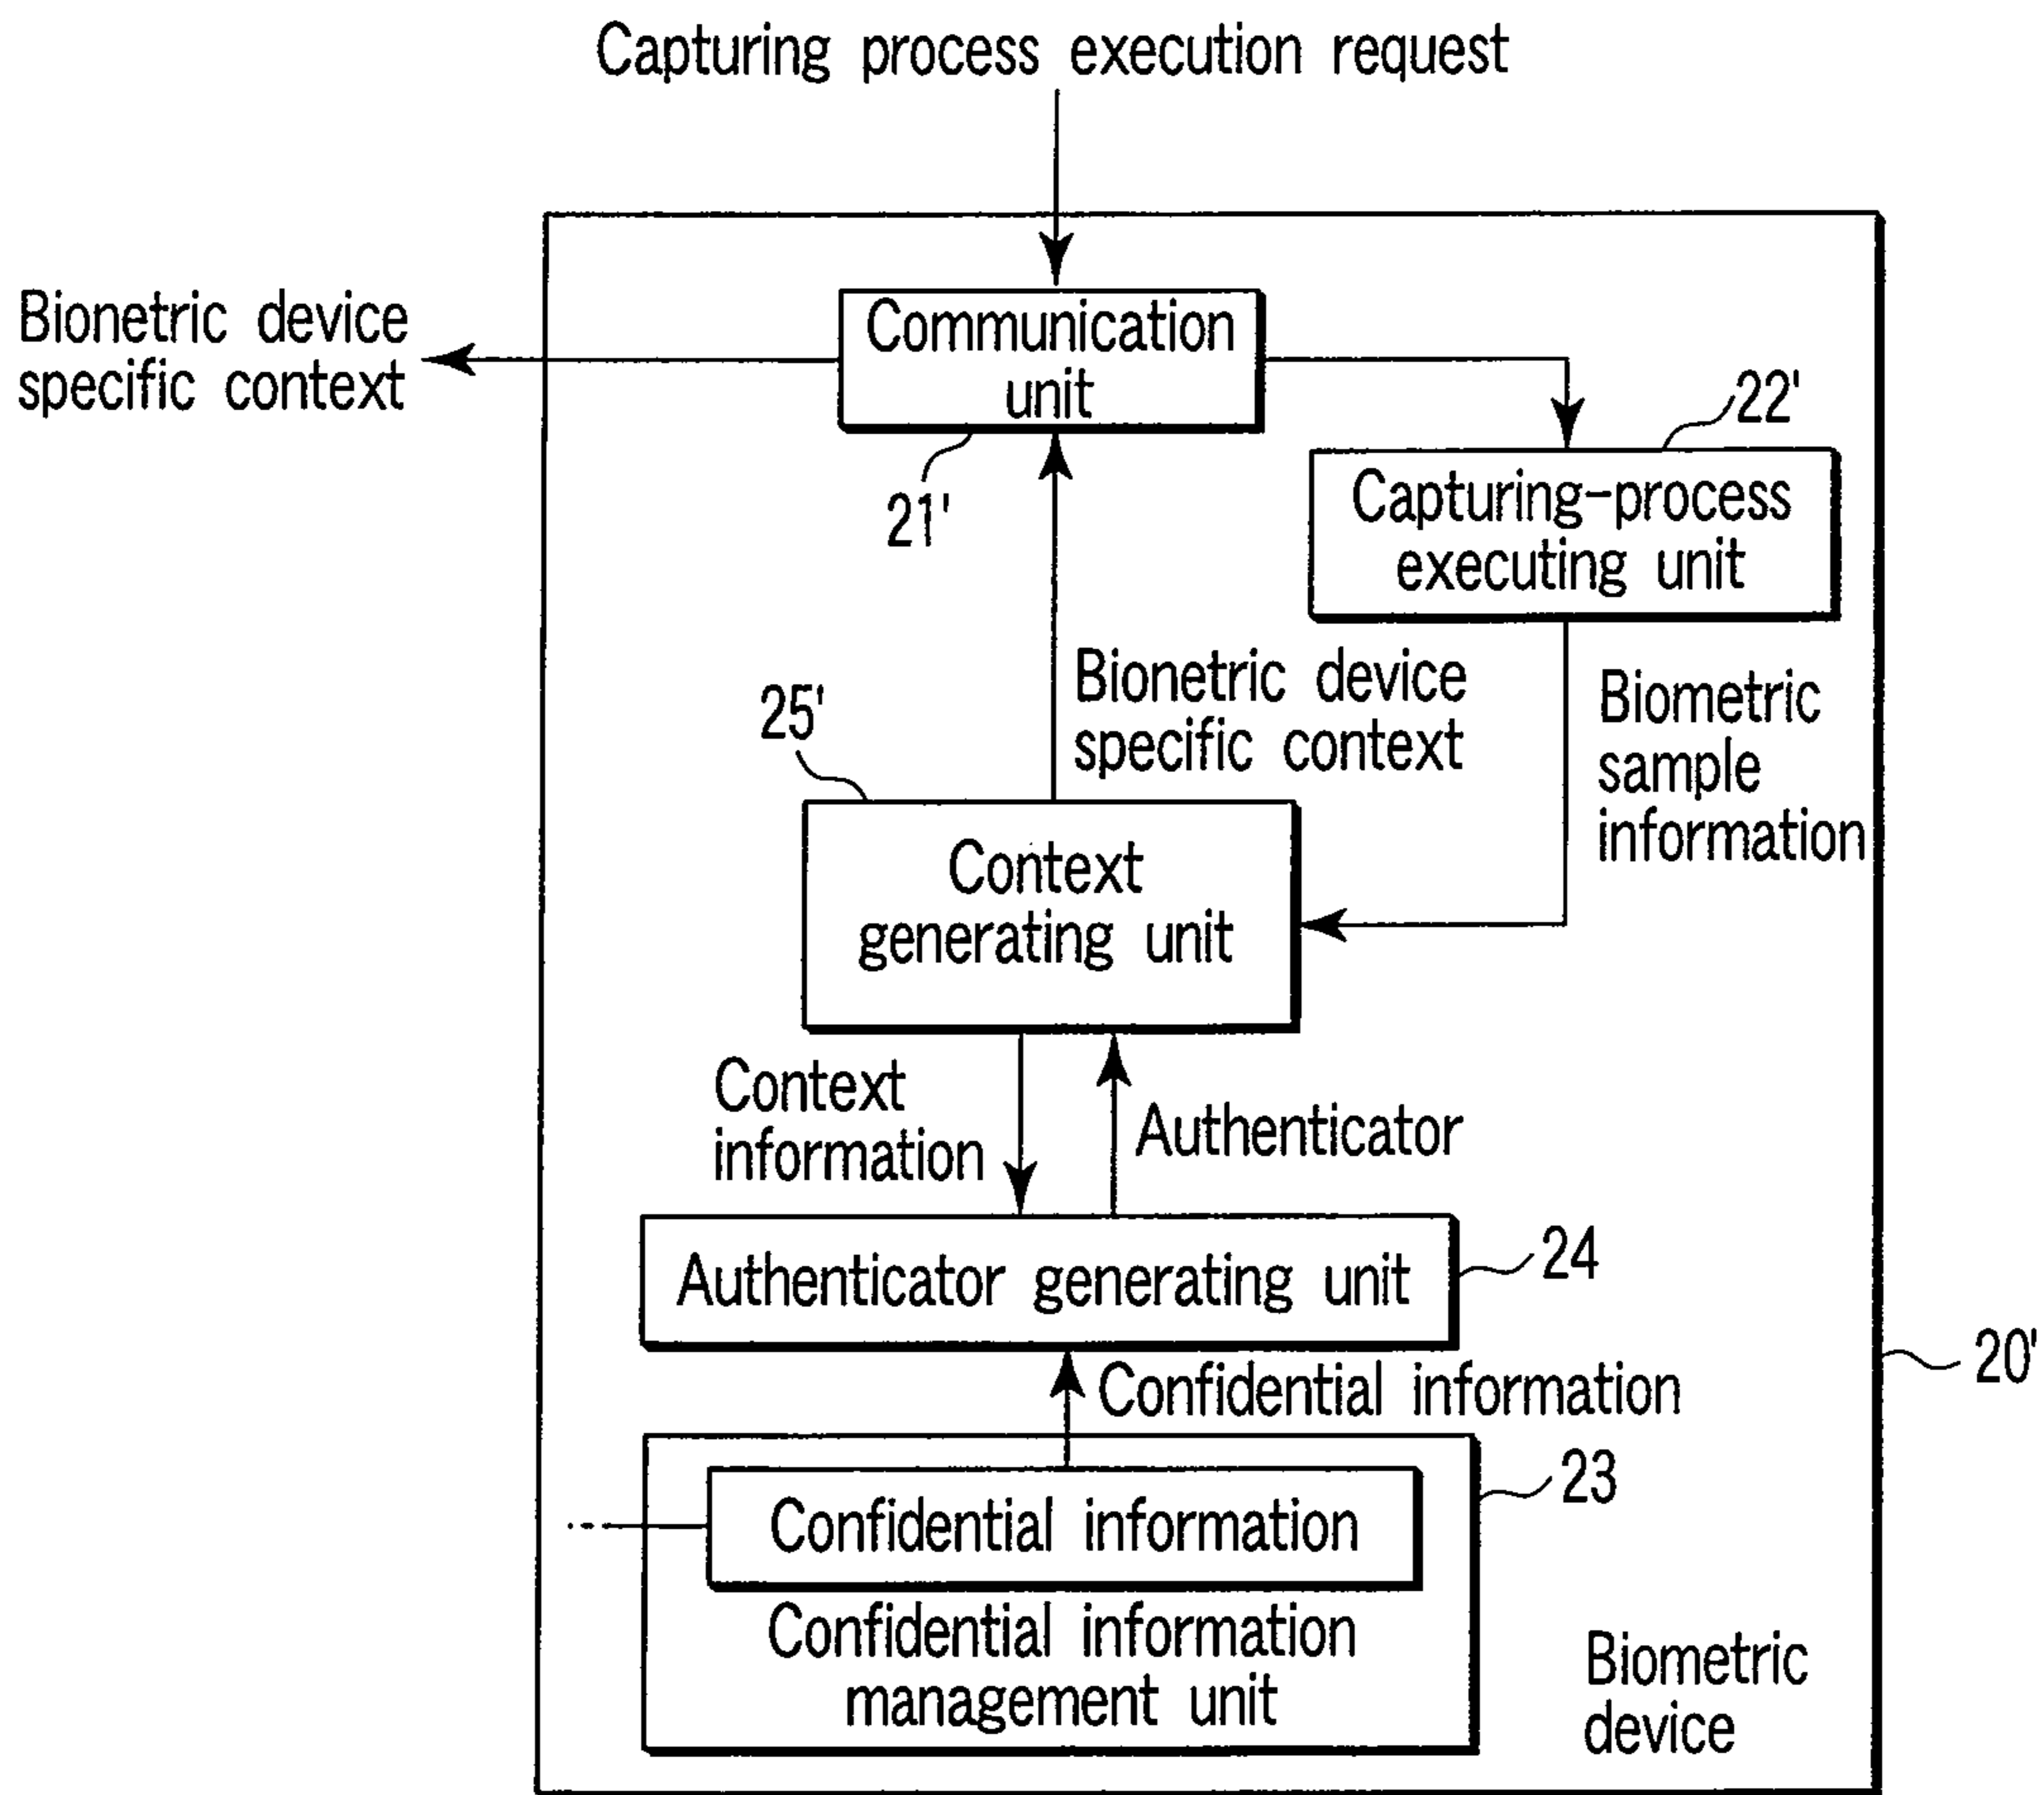 Capturing process execution request
Bionetric device
specific context
Communication
unit
21'
22'
Capturing-process
executing unit
Bionetric device
specific context
Biometric
sample
information
25'
Context
generating unit
Context
information
Authenticator
Authenticator generating unit
24
20'
Confidential information
23
Confidential information
Confidential information
management unit
Biometric
device